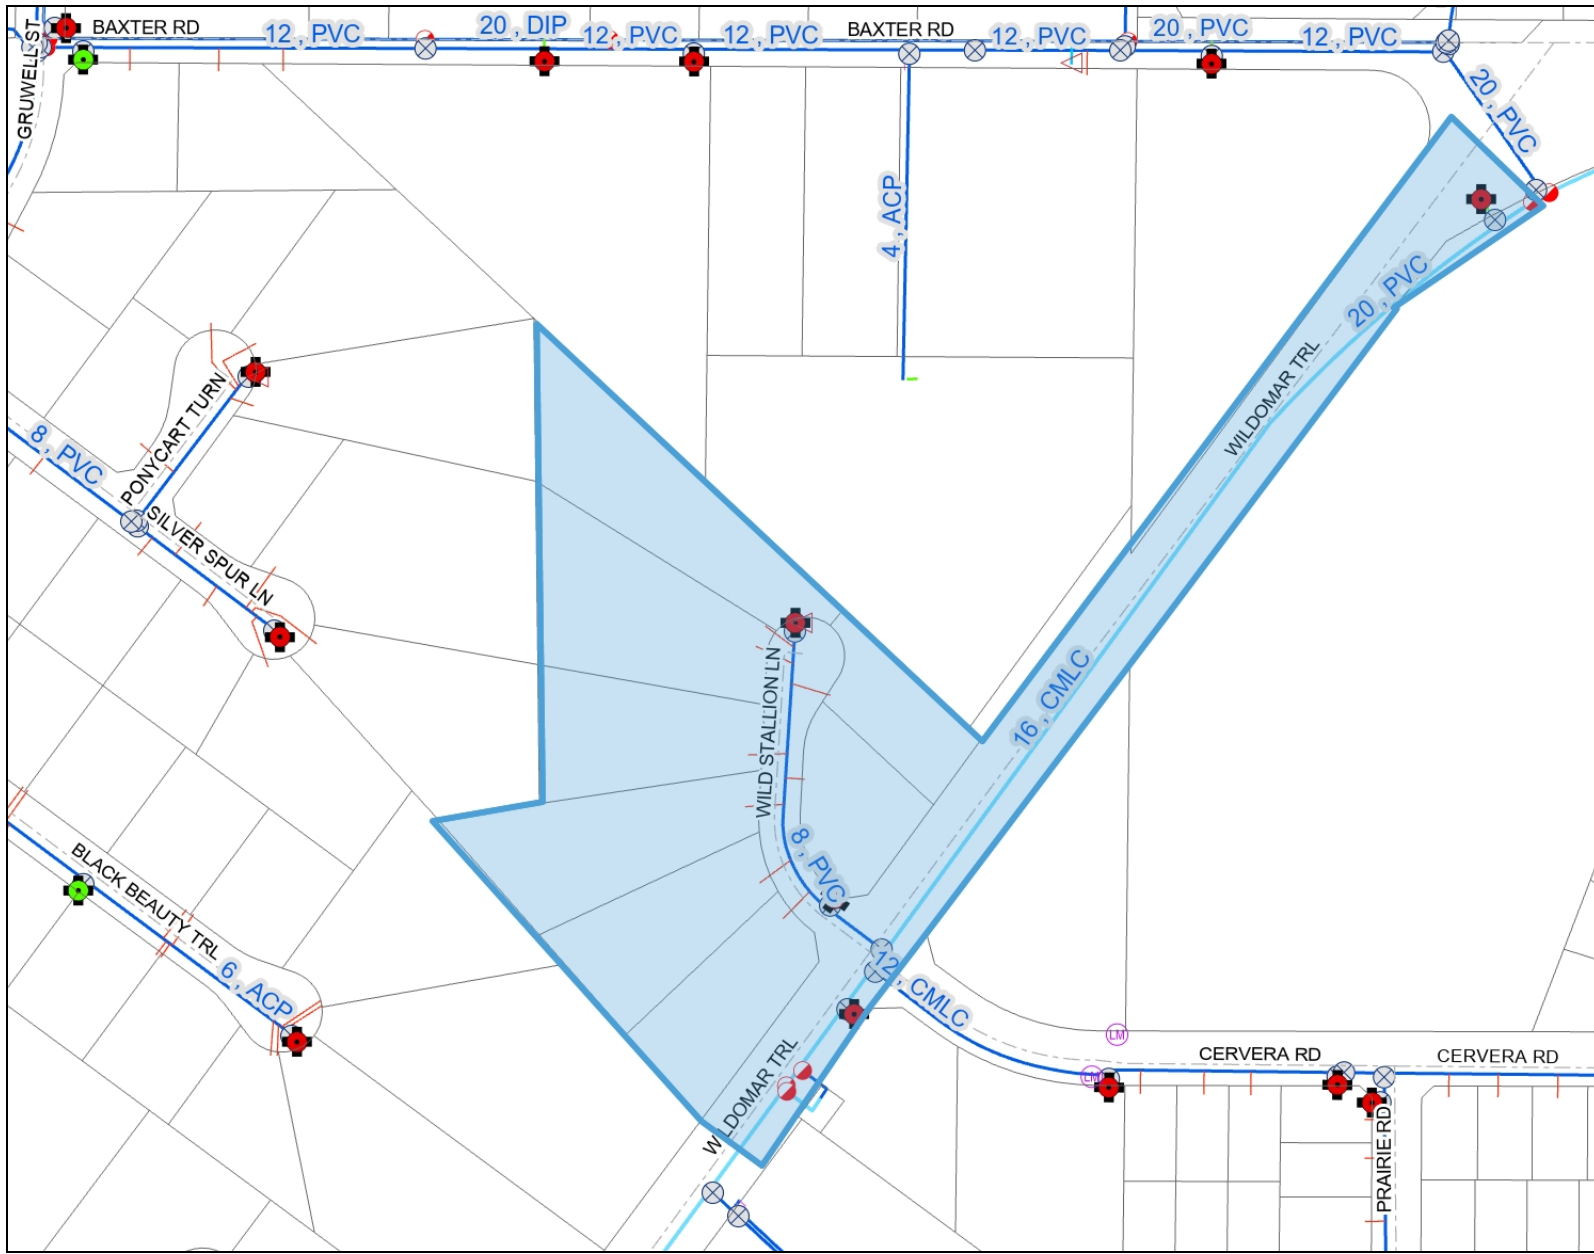 BAXTER RD
12 , PVC
20 , DIP
12 , PVC
12 , PVC
BAXTER RD
12 , PVC
20 , PVC
12 , PVC
GRUWELL ST
20 , PVC
4 , ACP
20 , PVC
WILDOMAR TRL
PONYCART TURN
8 , PVC
SILVER SPUR LN
16 , CMLC
WILD STALLION LN
8 , PVC
BLACK BEAUTY TRL
6 , ACP
12 , CMLC
WILDOMAR TRL
LM
LM
CERVERA RD
CERVERA RD
PRAIRIE RD